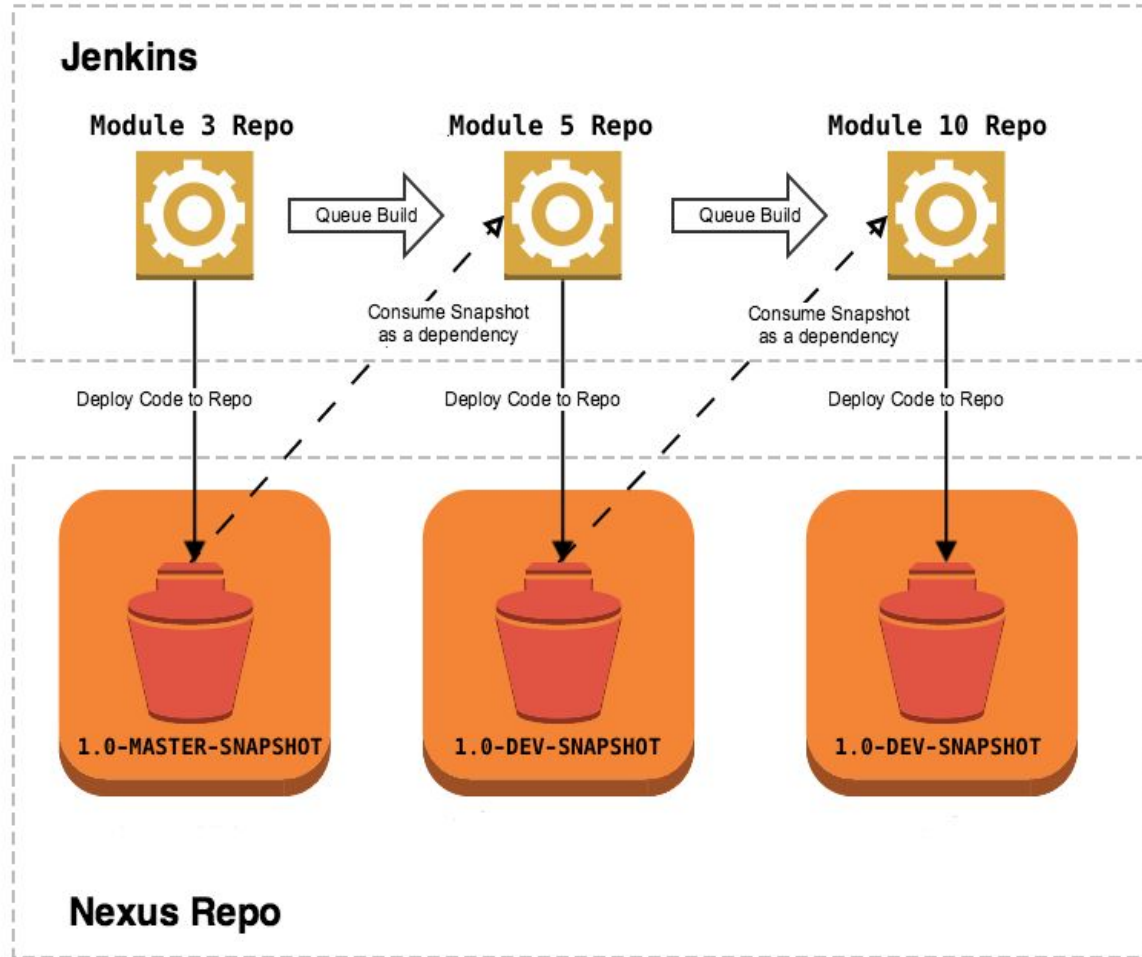 Jenkins
Module 3 Repo
Module 5 Repo
Module 10 Repo
Queue Build
Queue Build
Consume Snapshot
as a dependency
Consume Snapshot
as a dependency
Deploy Code to Repo
Deploy Code to Repo
Deploy Code to Repo
1.0-MASTER-SNAPSHOT
1.0-DEV-SNAPSHOT
1.0-DEV-SNAPSHOT
Nexus Repo